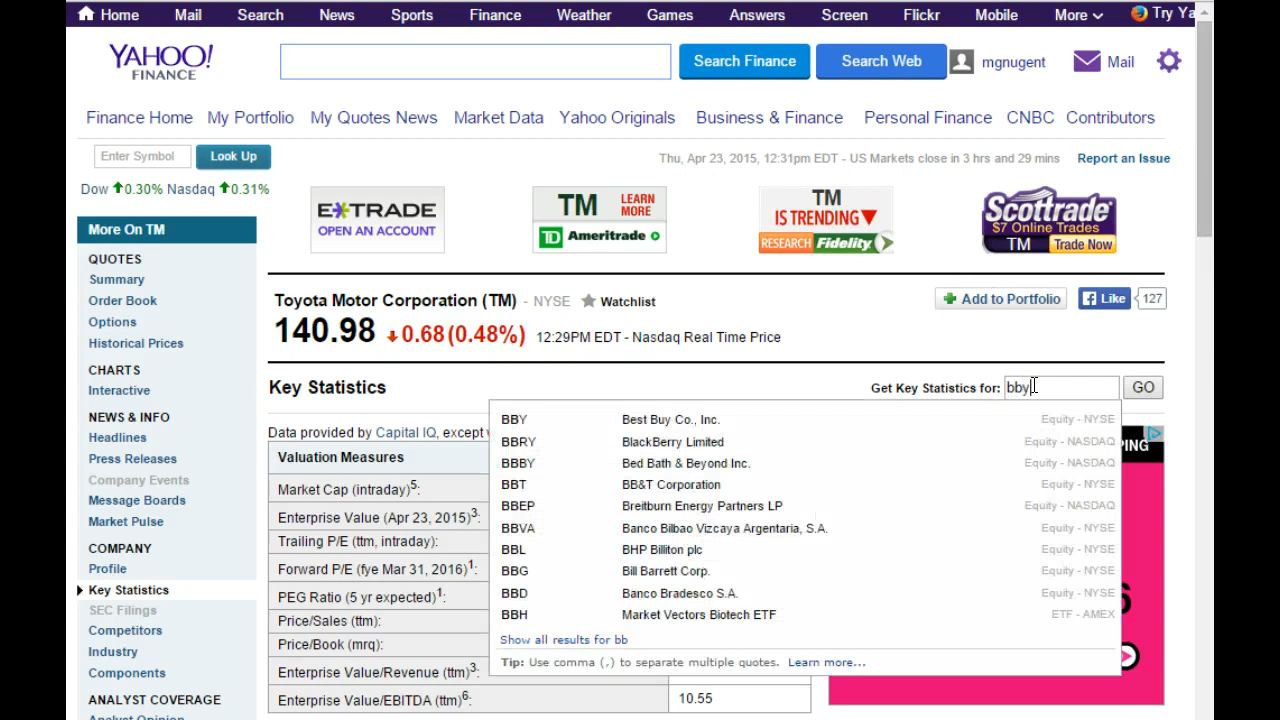 Home Mail Search News Sports Finance Weather Games Answers Screen Flickr Mobile More Try Ya
YAHOO!
FINANCE
Search Finance
Search Web
mgnugent
Mail
Finance Home My Portfolio My Quotes News Market Data Yahoo Originals Business & Finance Personal Finance CNBC Contributors
Enter Symbol Look Up
Thu, Apr 23, 2015, 12:31pm EDT - US Markets close in 3 hrs and 29 mins Report an Issue
Dow 0.30% Nasdaq 0.31%
E*TRADE
OPEN AN ACCOUNT
TM LEARN MORE
TD Ameritrade
TM
IS TRENDING
RESEARCH Fidelity
Scottrade
$7 Online Trades
TM Trade Now
More On TM
QUOTES
Summary
Order Book
Options
Historical Prices
CHARTS
Interactive
NEWS & INFO
Headlines
Press Releases
Company Events
Message Boards
Market Pulse
COMPANY
Profile
Key Statistics
SEC Filings
Competitors
Industry
Components
ANALYST COVERAGE
Analyst Opinion
Toyota Motor Corporation (TM) - NYSE Watchlist
Add to Portfolio
Like 127
140.98 0.68(0.48%) 12:29PM EDT - Nasdaq Real Time Price
Key Statistics
Get Key Statistics for: bby GO
Data provided by Capital IQ, except
Valuation Measures
Market Cap (intraday)5:
Enterprise Value (Apr 23, 2015)3:
Trailing P/E (ttm, intraday):
Forward P/E (fye Mar 31, 2016)1:
PEG Ratio (5 yr expected)1:
Price/Sales (ttm):
Price/Book (mrq):
Enterprise Value/Revenue (ttm)3:
Enterprise Value/EBITDA (ttm)6: 10.55
BBY Best Buy Co., Inc. Equity - NYSE
BBRY BlackBerry Limited Equity - NASDAQ
BBBY Bed Bath & Beyond Inc. Equity - NASDAQ
BBT BB&T Corporation Equity - NYSE
BBEP Breitburn Energy Partners LP Equity - NASDAQ
BBVA Banco Bilbao Vizcaya Argentaria, S.A. Equity - NYSE
BBL BHP Billiton plc Equity - NYSE
BBG Bill Barrett Corp. Equity - NYSE
BBD Banco Bradesco S.A. Equity - NYSE
BBH Market Vectors Biotech ETF ETF - AMEX
Show all results for bb
Tip: Use comma (,) to separate multiple quotes. Learn more...
PING